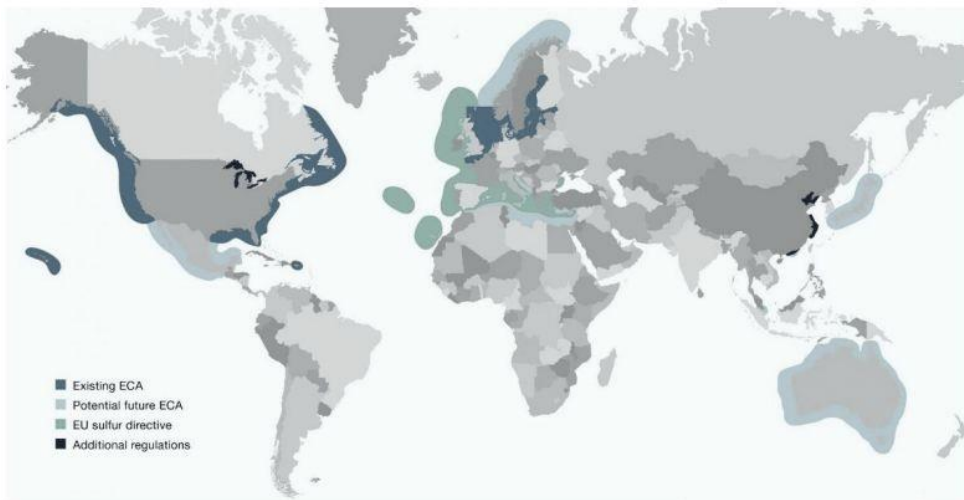 Existing ECA
Potential future ECA
EU sulfur directive
Additional regulations